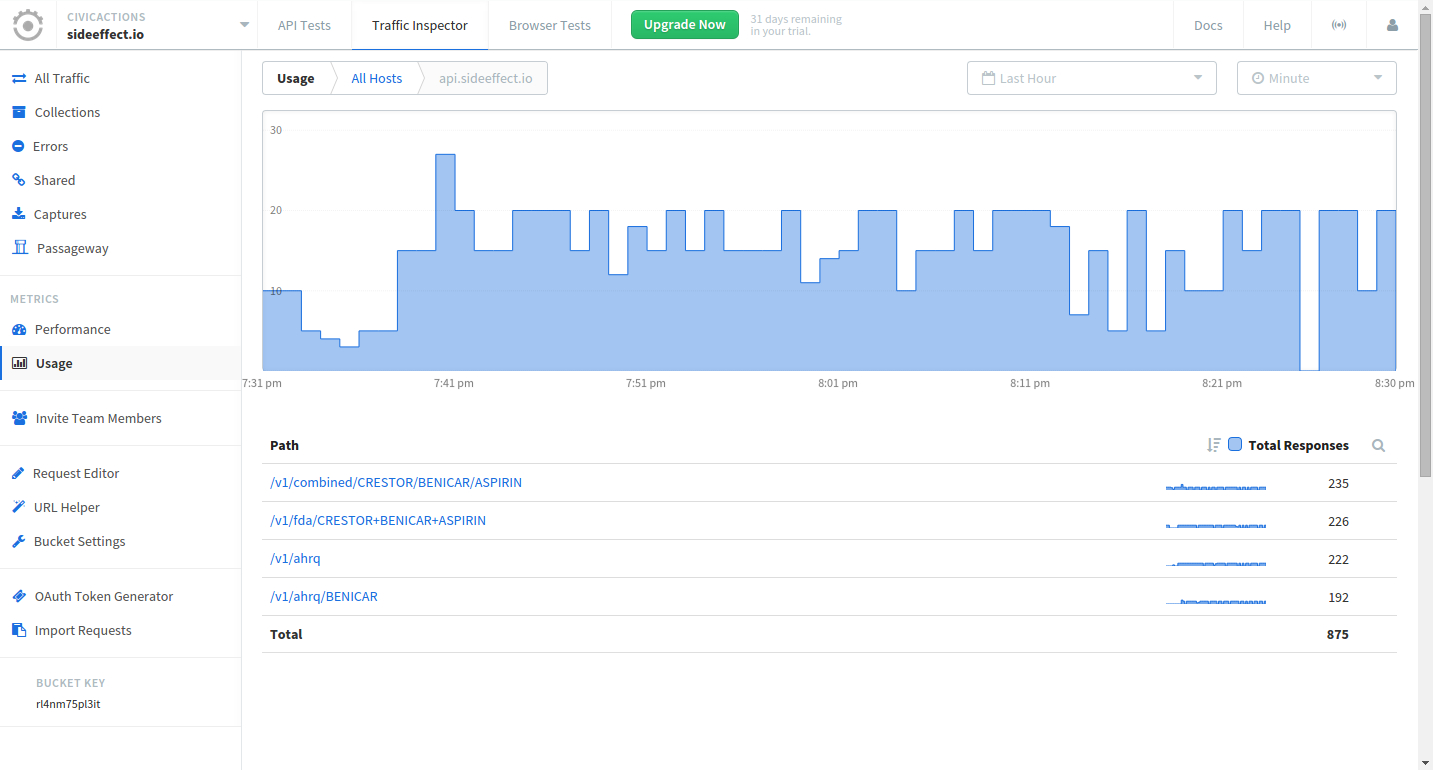 CIVICACTIONS
sideeffect.io
API Tests
Traffic Inspector
Browser Tests
Upgrade Now
31 days remaining
in your trial.
Docs
Help
All Traffic
Collections
Errors
Shared
Captures
Passageway
METRICS
Performance
Usage
Invite Team Members
Request Editor
URL Helper
Bucket Settings
OAuth Token Generator
Import Requests
BUCKET KEY
rl4nm75pl3it
Usage
All Hosts
api.sideeffect.io
Last Hour
Minute
30
20
10
7:31 pm
7:41 pm
7:51 pm
8:01 pm
8:11 pm
8:21 pm
8:30 pm
Path
Total Responses
/v1/combined/CRESTOR/BENICAR/ASPIRIN
235
/v1/fda/CRESTOR+BENICAR+ASPIRIN
226
/v1/ahrq
222
/v1/ahrq/BENICAR
192
Total
875